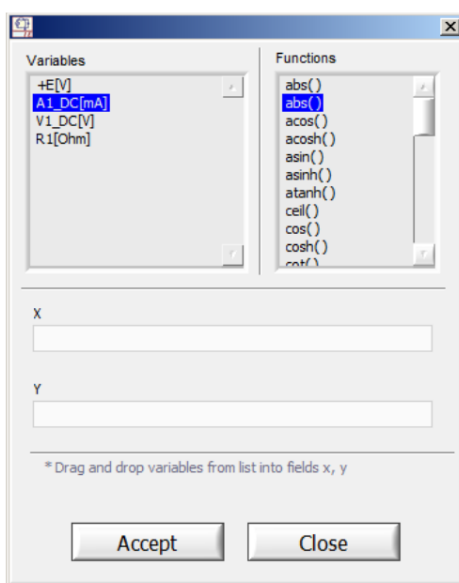 Variables
+E[V]
A1_DC[mA]
V1_DC[V]
R1[Ohm]
Functions
abs()
abs()
acos()
acosh()
asin()
asinh()
atanh()
ceil()
cos()
cosh()
cot()
X
Y
* Drag and drop variables from list into fields x, y
Accept
Close